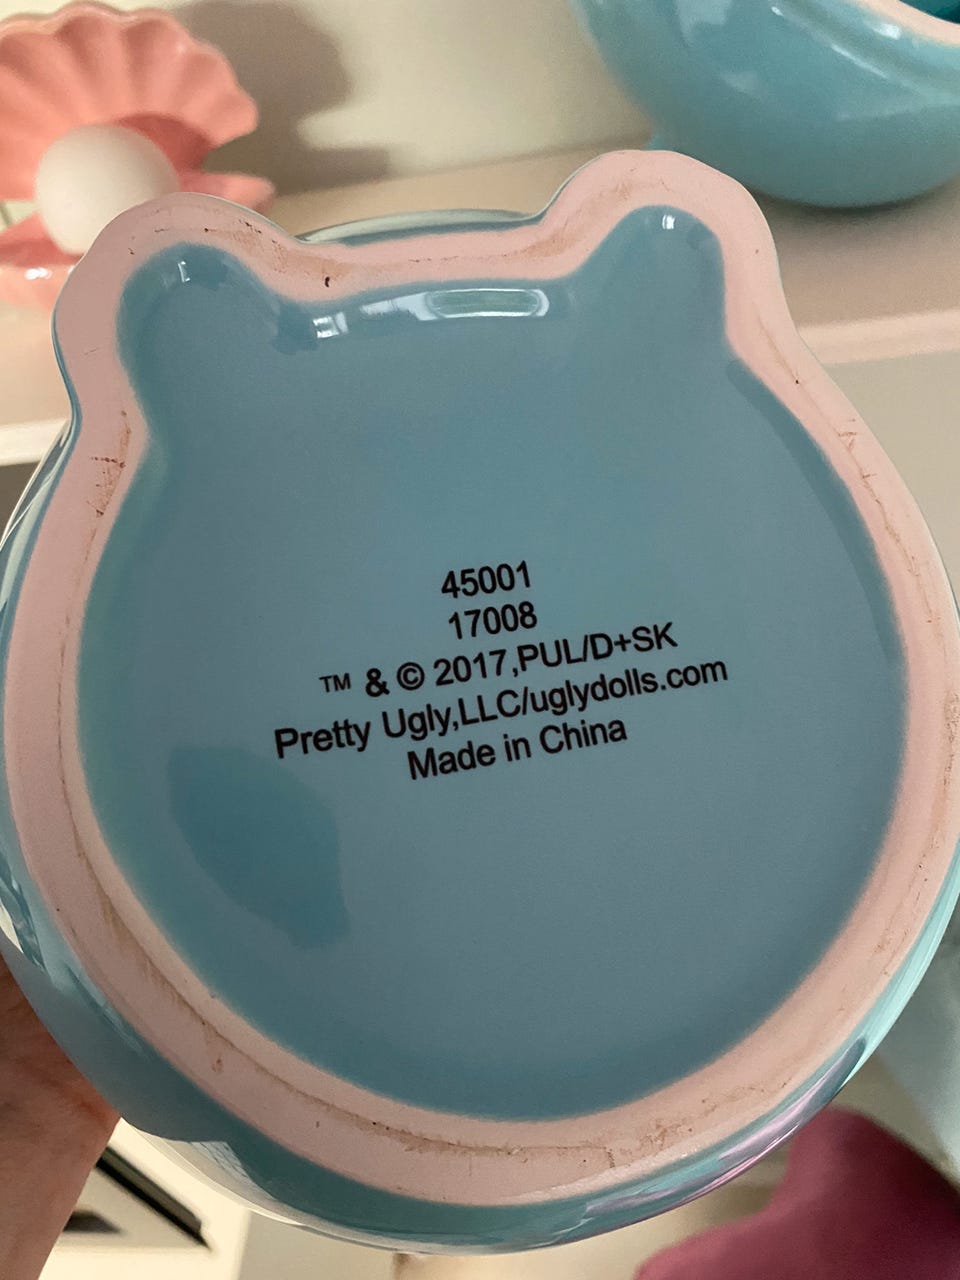 45001
17008
™ & © 2017,PUL/D+SK
Pretty Ugly,LLC/uglydolls.com
Made in China